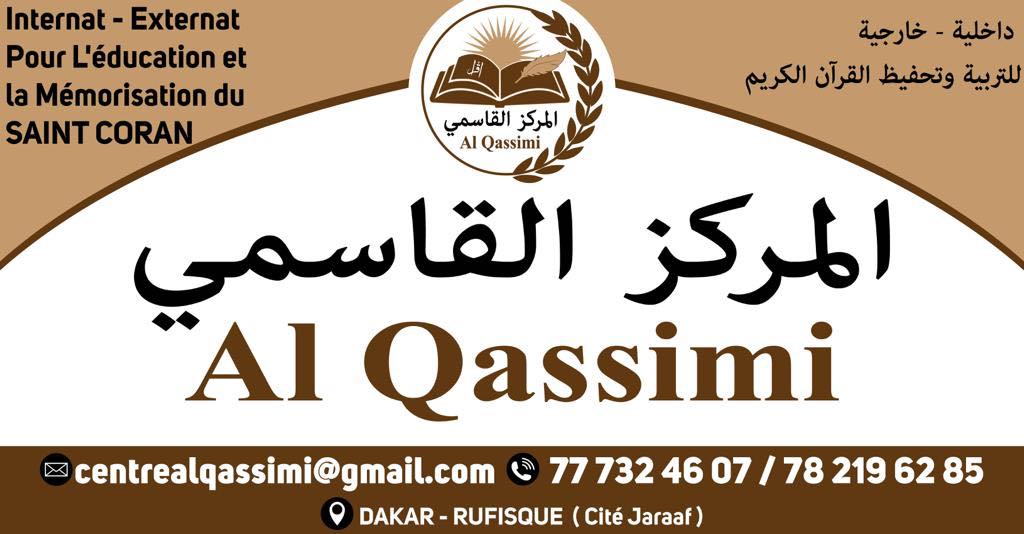 Internat - Externat
Pour L'éducation et
la Mémorisation du
SAINT CORAN
داخلية - خارجية
للتربية وتحفيظ القرآن الكريم
إقرأ
المركز القاسمي
Al Qassimi
المركز القاسمي
Al Qassimi
centrealqassimi@gmail.com 77 732 46 07 / 78 219 62 85
DAKAR - RUFISQUE ( Cité Jaraaf )